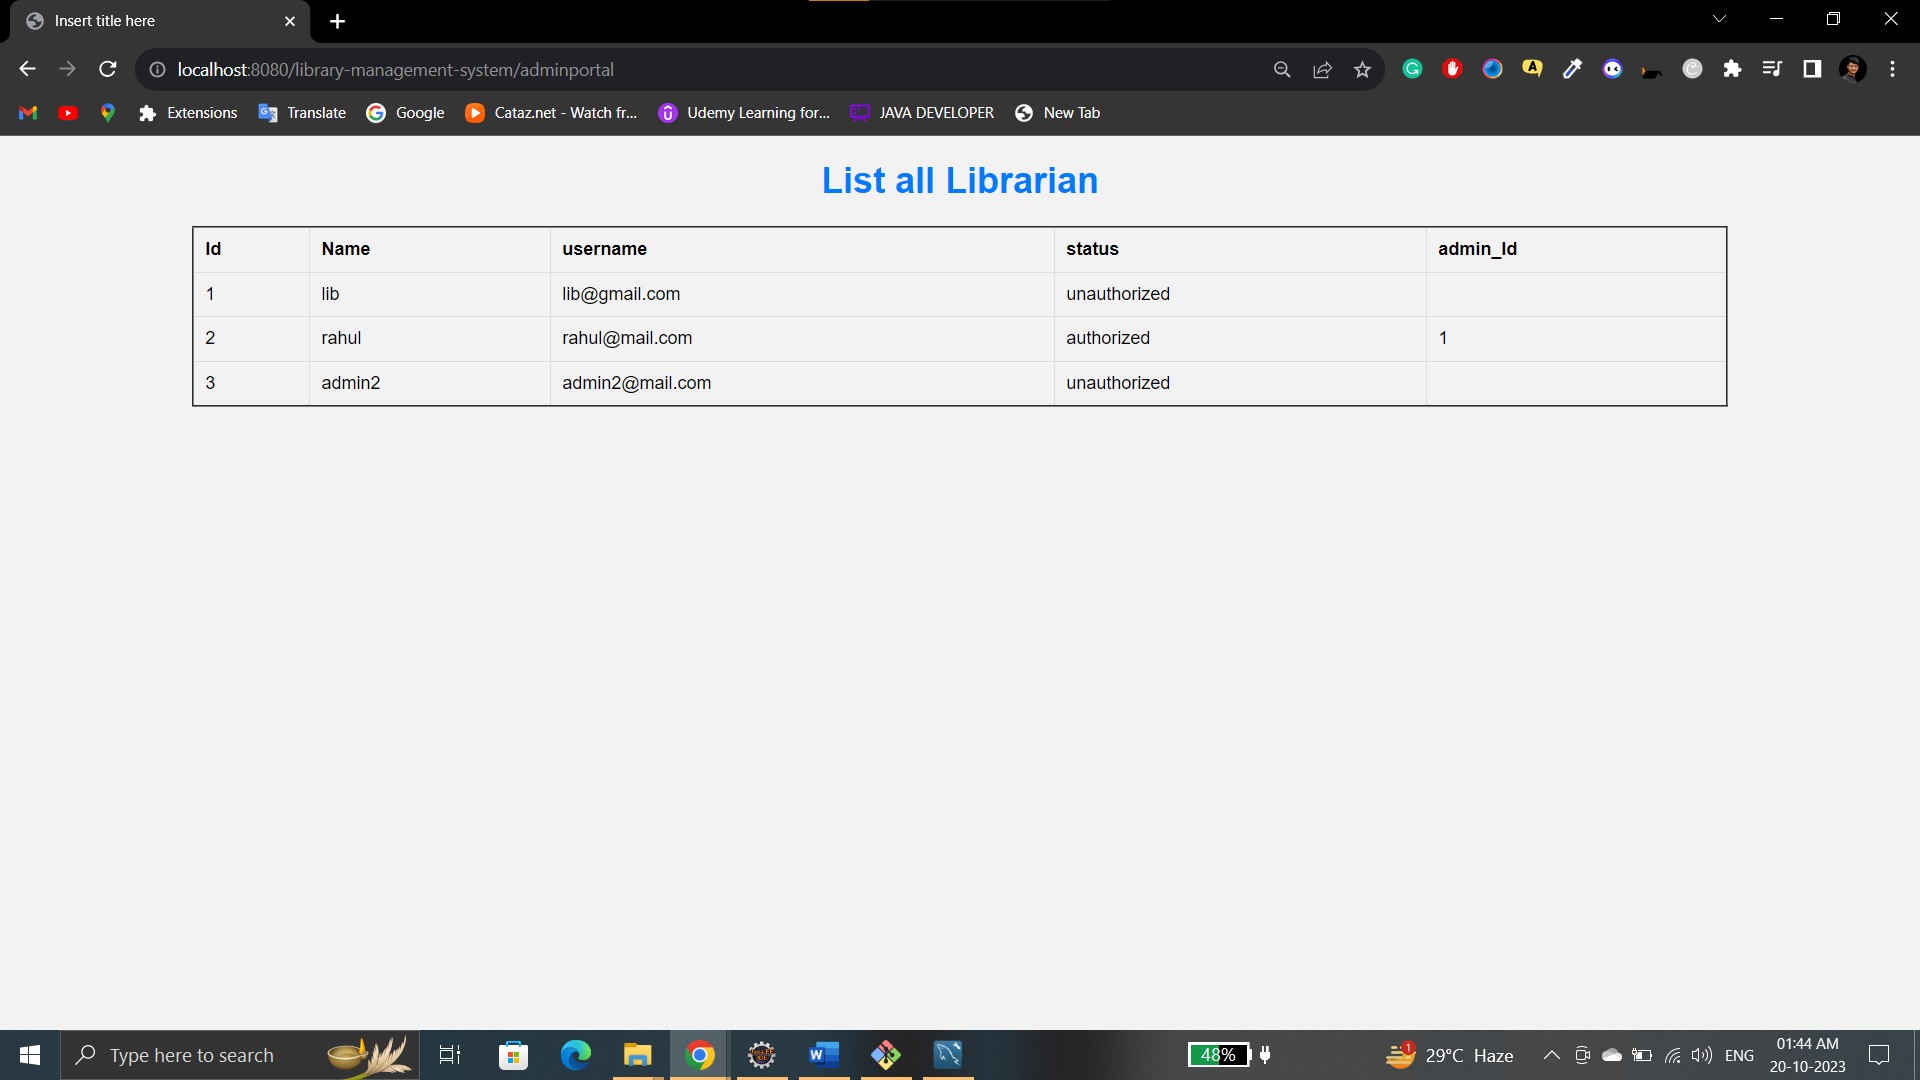 Insert title here
localhost:8080/library-management-system/adminportal
Extensions Translate Google Cataz.net - Watch fr... Udemy Learning for... JAVA DEVELOPER New Tab
List all Librarian
Id Name username status admin_Id
1 lib lib@gmail.com unauthorized
2 rahul rahul@mail.com authorized 1
3 admin2 admin2@mail.com unauthorized
Type here to search 48% 1 29°C Haze ENG 01:44 AM
20-10-2023